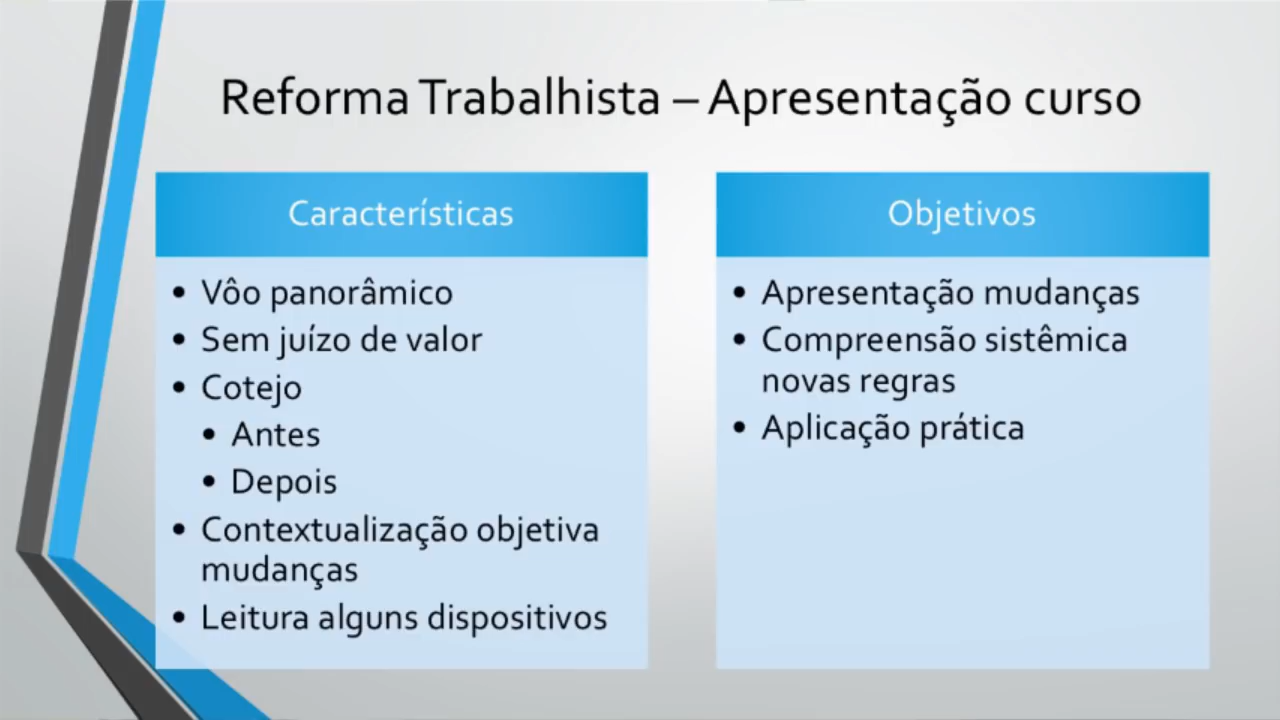 Reforma Trabalhista – Apresentação curso
Características
• Vôo panorâmico
• Sem juízo de valor
• Cotejo
• Antes
• Depois
• Contextualização objetiva
mudanças
• Leitura alguns dispositivos
Objetivos
• Apresentação mudanças
• Compreensão sistêmica
novas regras
• Aplicação prática